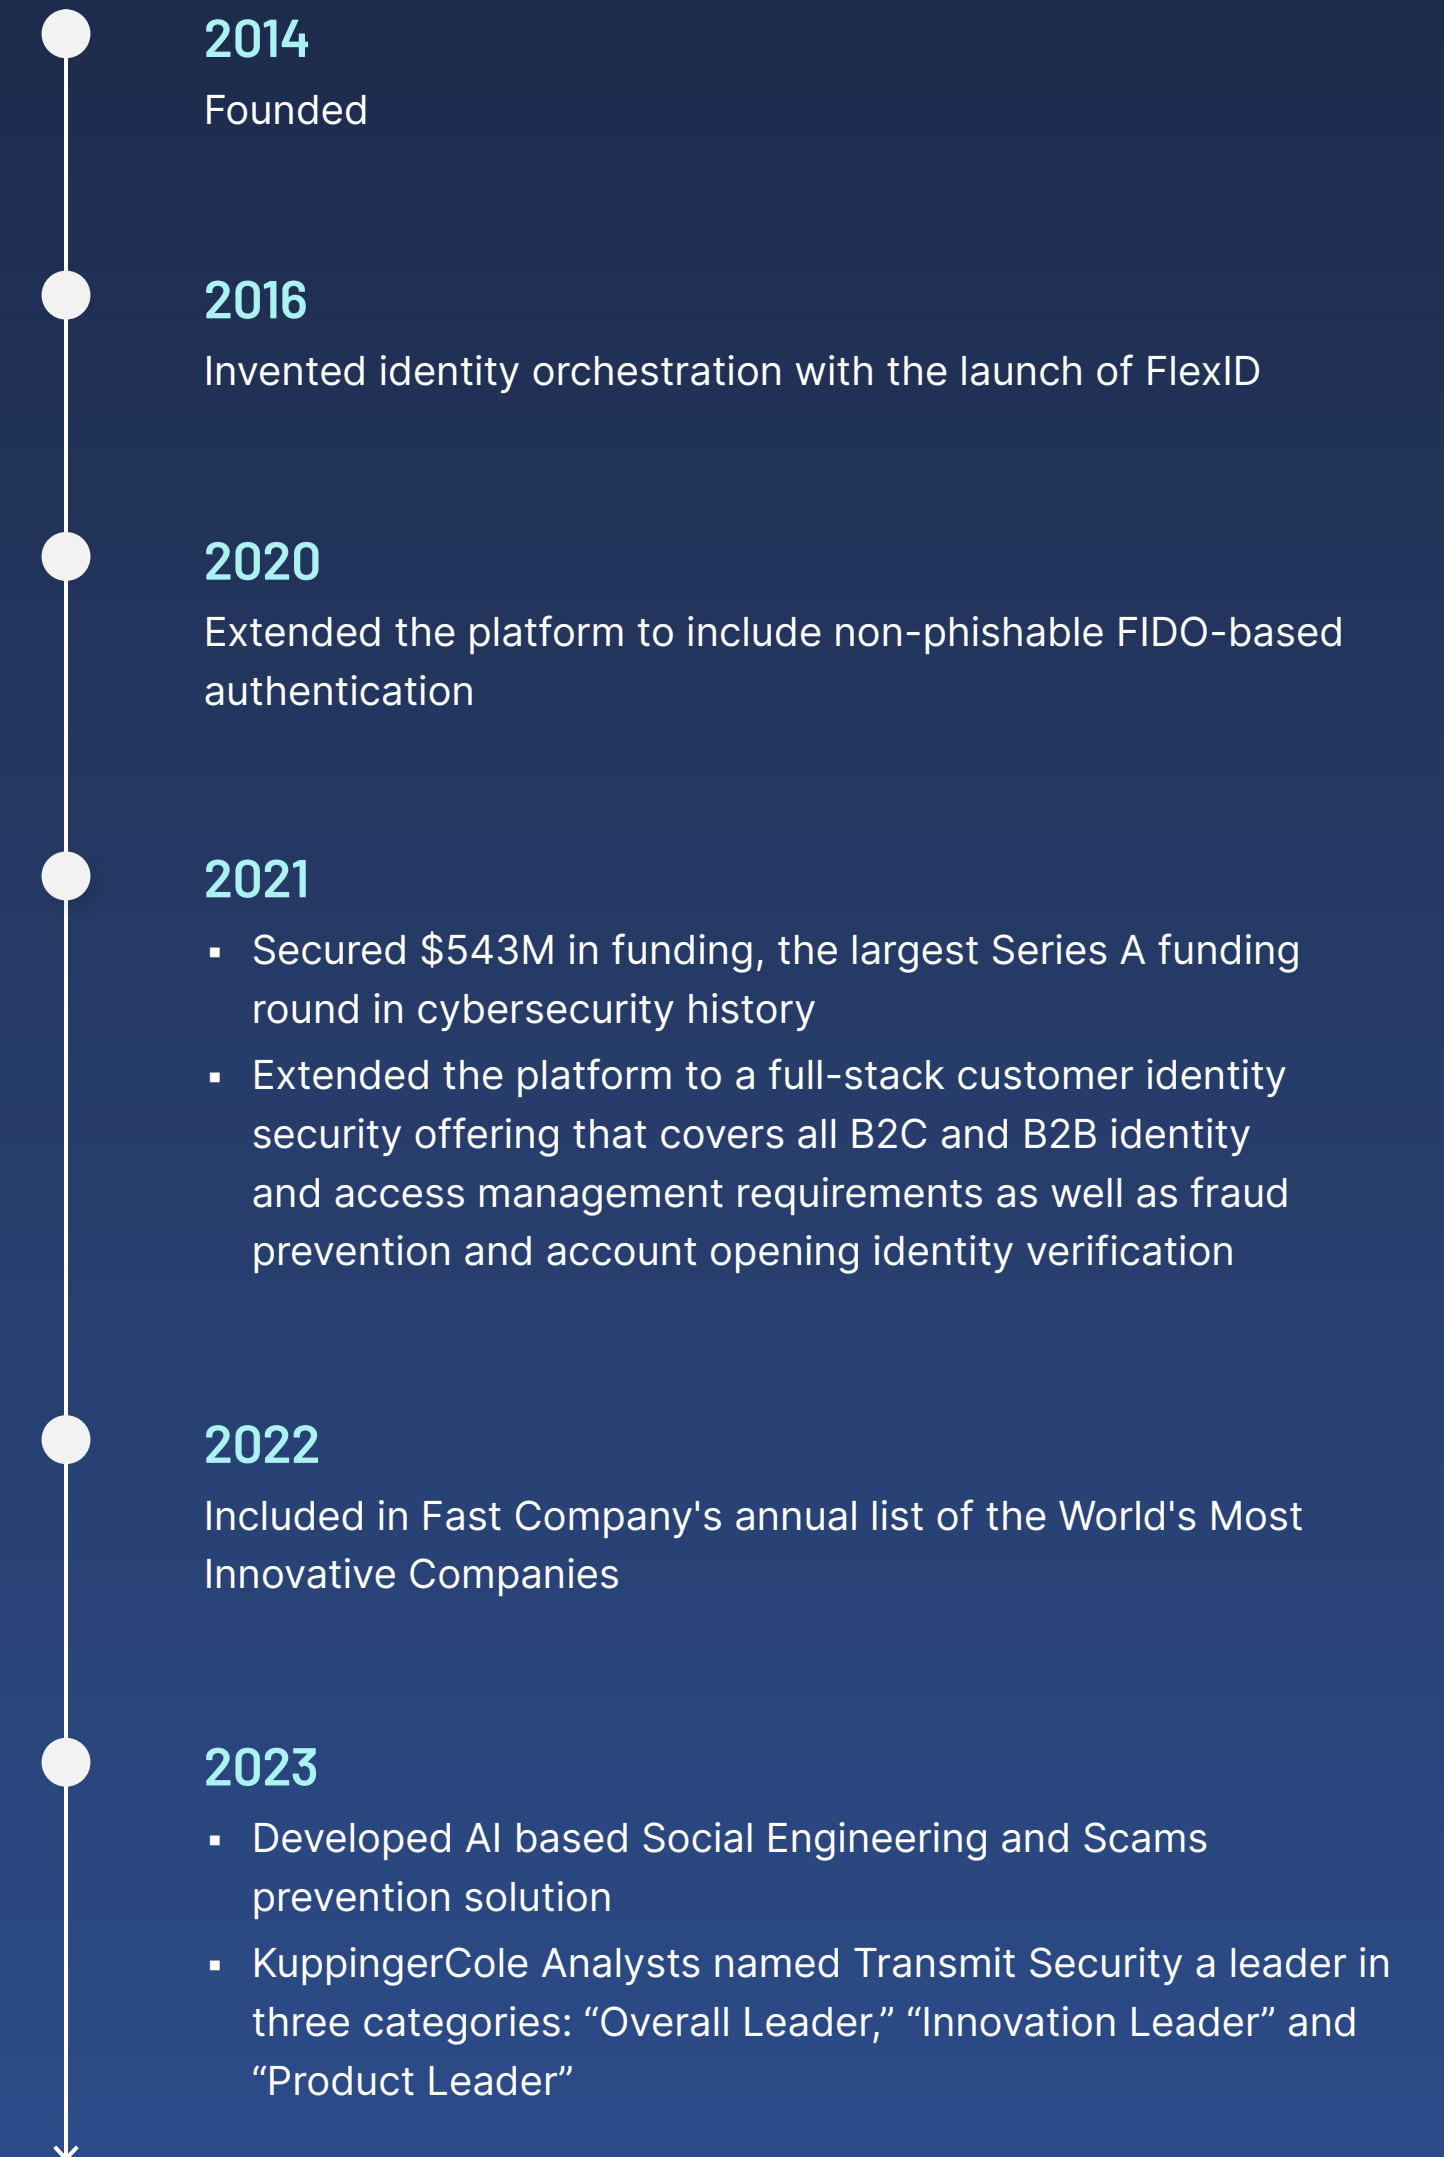 2014
Founded
2016
Invented identity orchestration with the launch of FlexID
2020
Extended the platform to include non-phishable FIDO-based
authentication
2021
▪ Secured $543M in funding, the largest Series A funding
round in cybersecurity history
▪ Extended the platform to a full-stack customer identity
security offering that covers all B2C and B2B identity
and access management requirements as well as fraud
prevention and account opening identity verification
2022
Included in Fast Company's annual list of the World's Most
Innovative Companies
2023
▪ Developed AI based Social Engineering and Scams
prevention solution
▪ KuppingerCole Analysts named Transmit Security a leader in
three categories: “Overall Leader,” “Innovation Leader” and
“Product Leader”